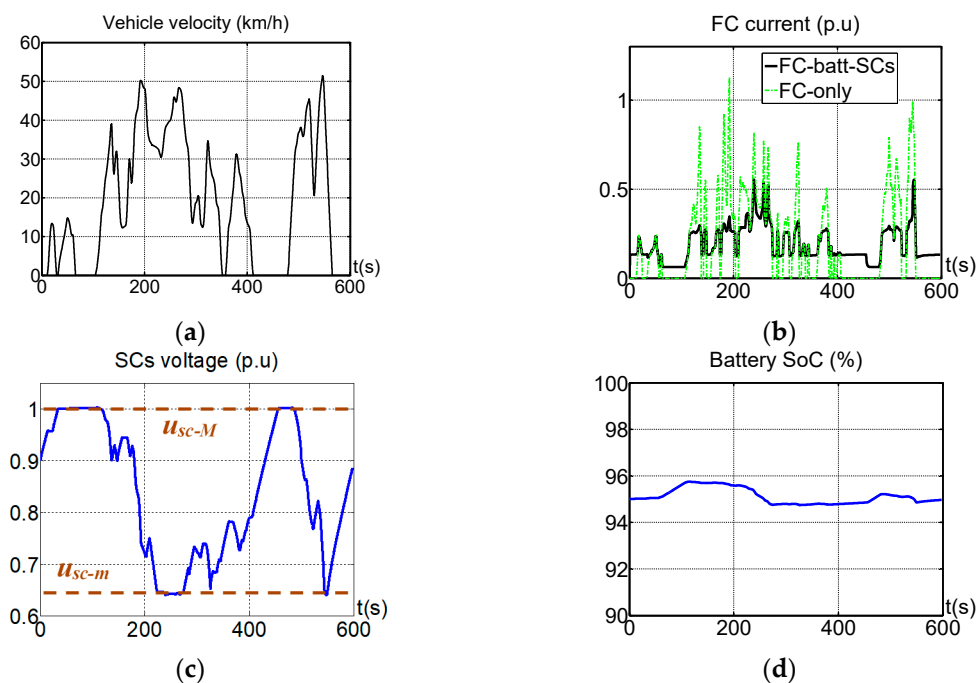 Vehicle velocity (km/h)
60
50
40
30
20
10
0
0
200
400
600
t(s)
(a)
FC current (p.u)
FC-batt-SCs
FC-only
1
0.5
0
0
200
400
600
t(s)
(b)
SCs voltage (p.u)
1
0.9
0.8
0.7
0.6
usc-M
usc-m
0
200
400
600
t(s)
(c)
Battery SoC (%)
100
98
96
94
92
90
0
200
400
600
t(s)
(d)